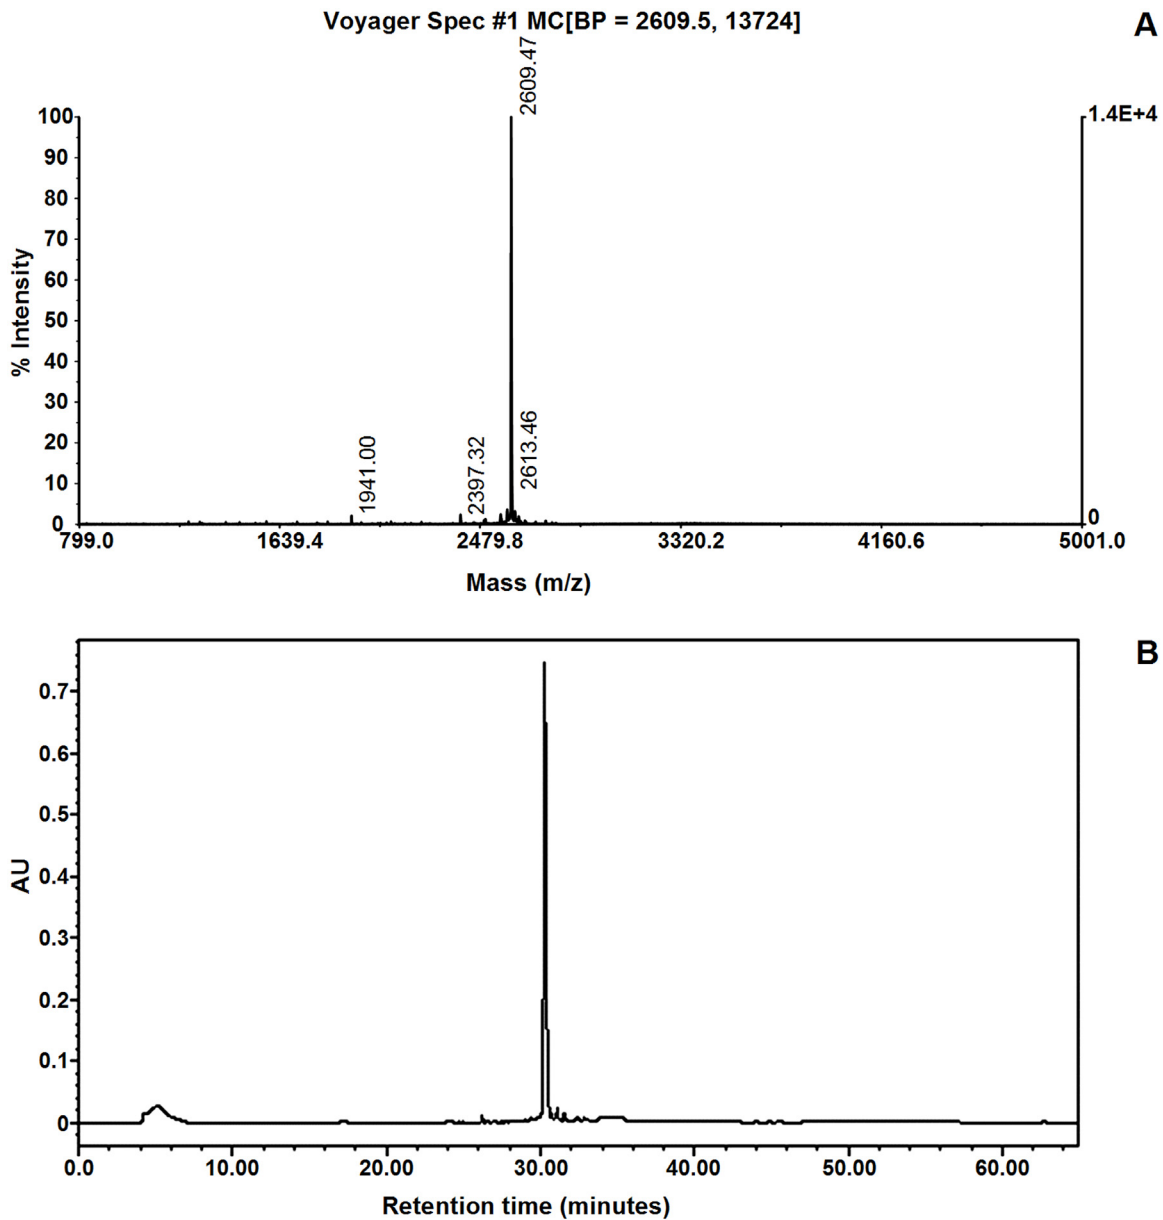 Voyager Spec #1 MC[BP = 2609.5, 13724]
A
2609.47
100
1.4E+4
90
80
70
60
50
40
30
20
10
0
% Intensity
1941.00
2397.32
2613.46
0
799.0 1639.4 2479.8 3320.2 4160.6 5001.0
Mass (m/z)
B
0.7
0.6
0.5
0.4
0.3
0.2
0.1
0
AU
0.0 10.00 20.00 30.00 40.00 50.00 60.00
Retention time (minutes)